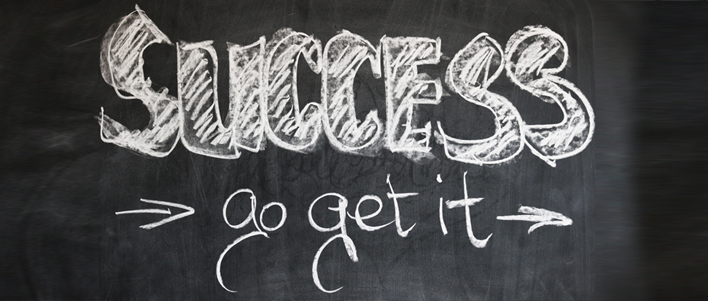 SUCCESS
→ go get it →